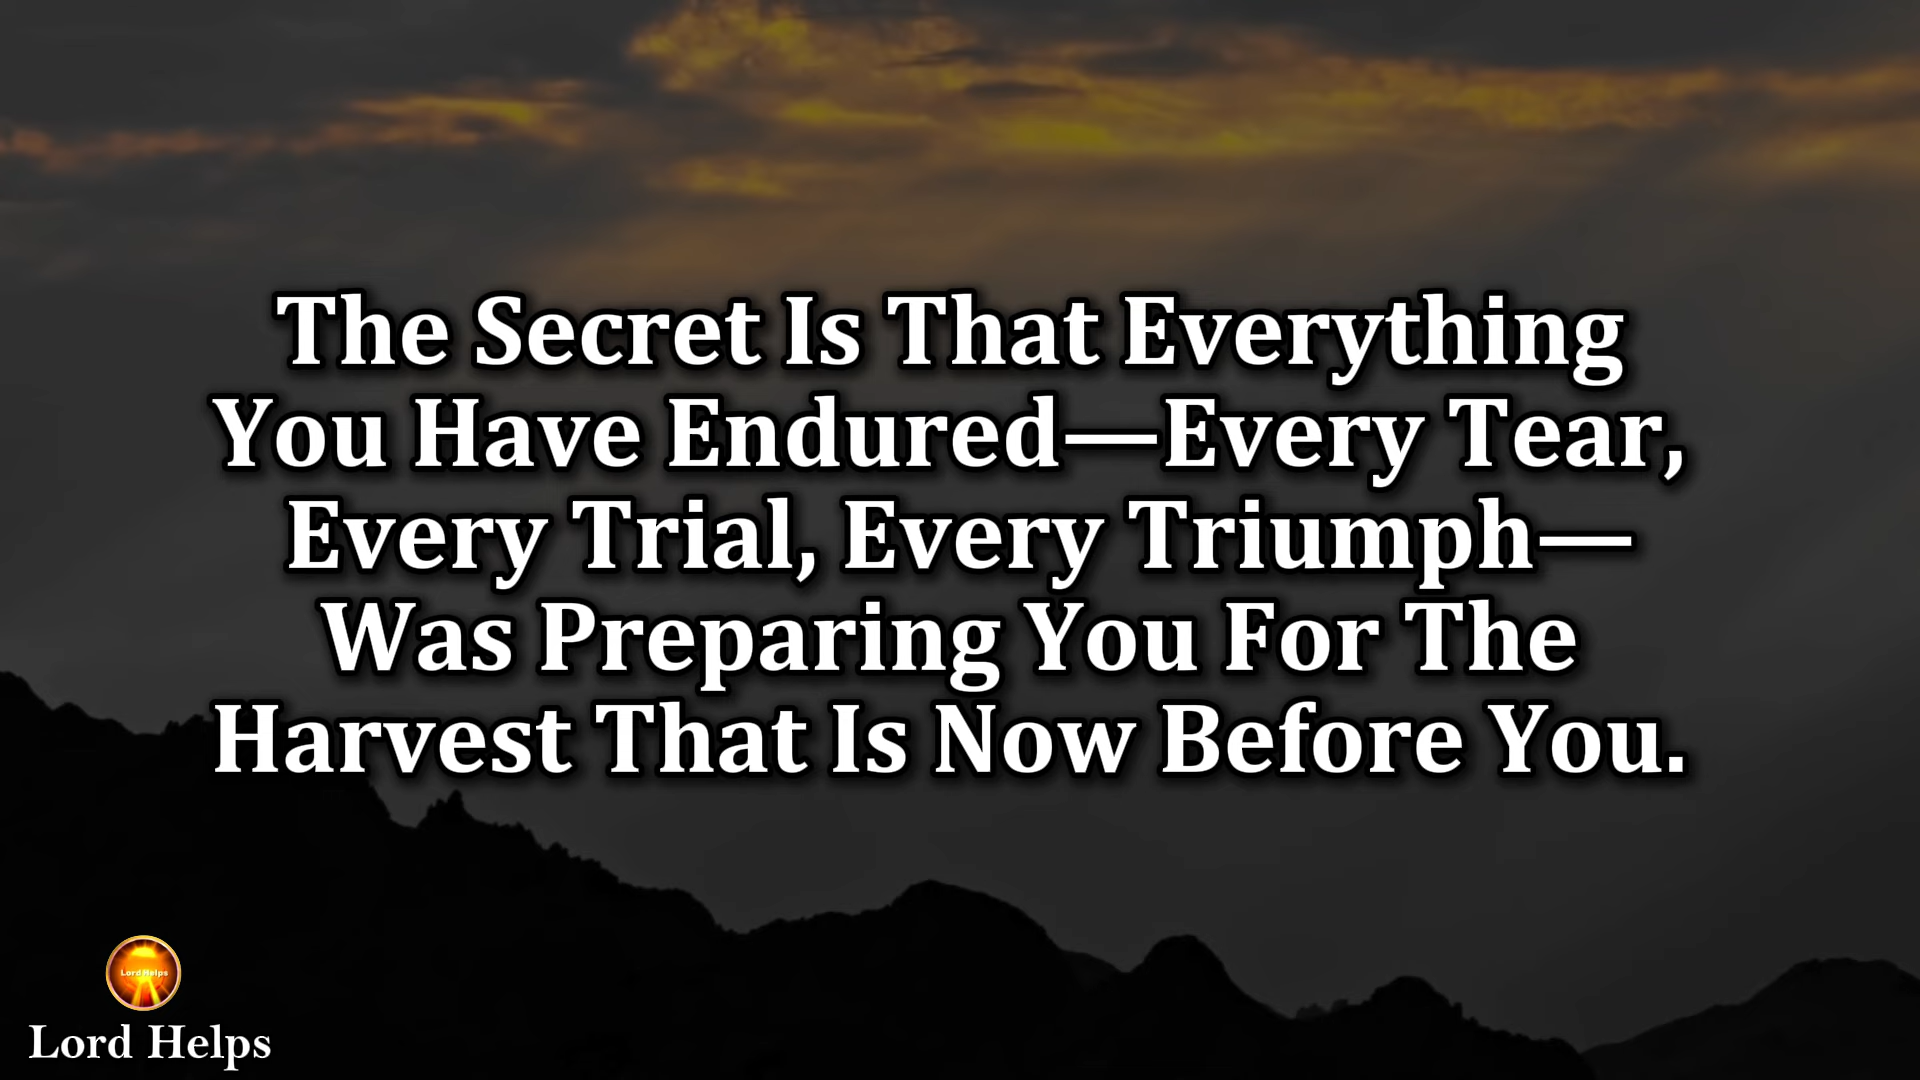 The Secret Is That Everything
You Have Endured—Every Tear,
Every Trial, Every Triumph—
Was Preparing You For The
Harvest That Is Now Before You.
Lord Helps
Lord Helps